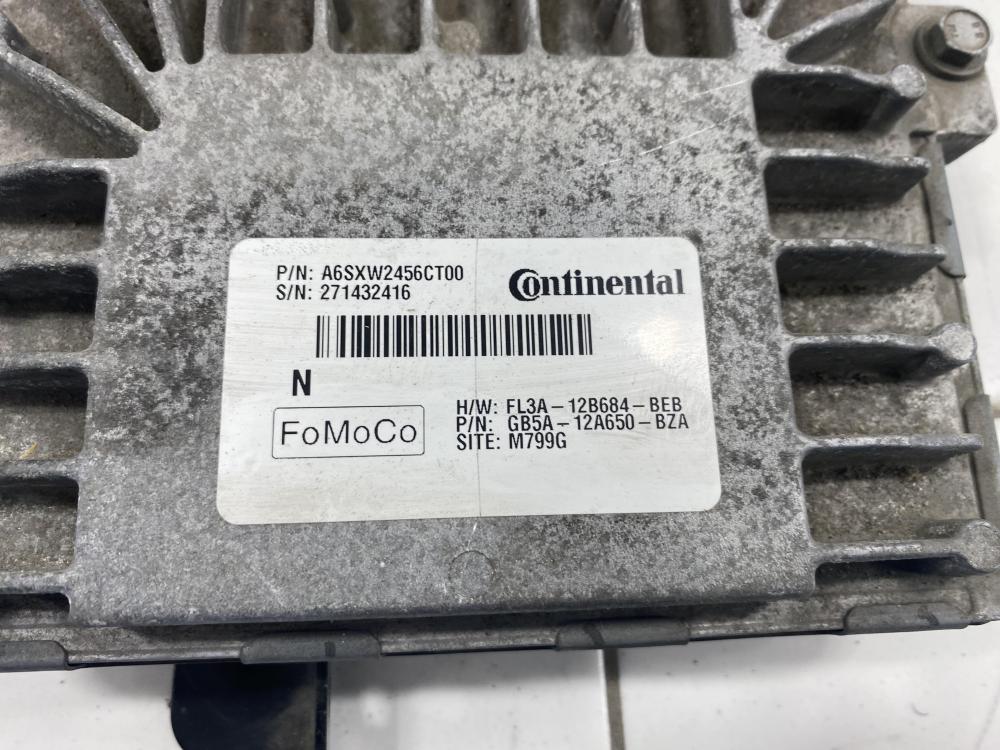 P/N: A6SXW2456CT00
S/N: 271432416
Continental
N
FoMoCo
H/W: FL3A-12B684-BEB
P/N: GB5A-12A650-BZA
SITE: M799G